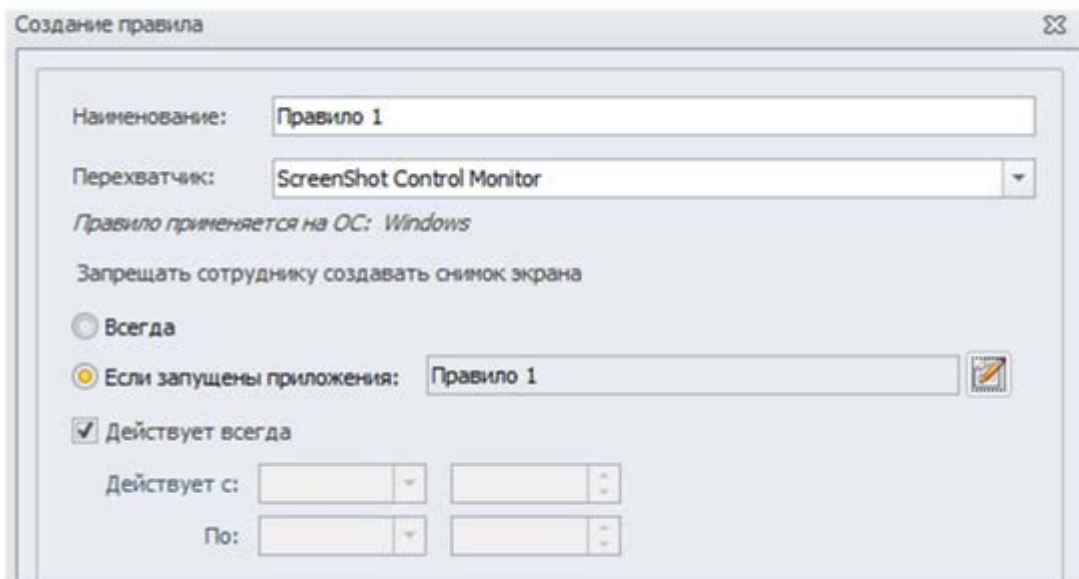 Создание правила
Наименование: Правило 1
Перехватчик: ScreenShot Control Monitor
Правило применяется на ОС: Windows
Запрещать сотруднику создавать снимок экрана
Всегда
Если запущены приложения: Правило 1
Действует всегда
Действует с:
По: